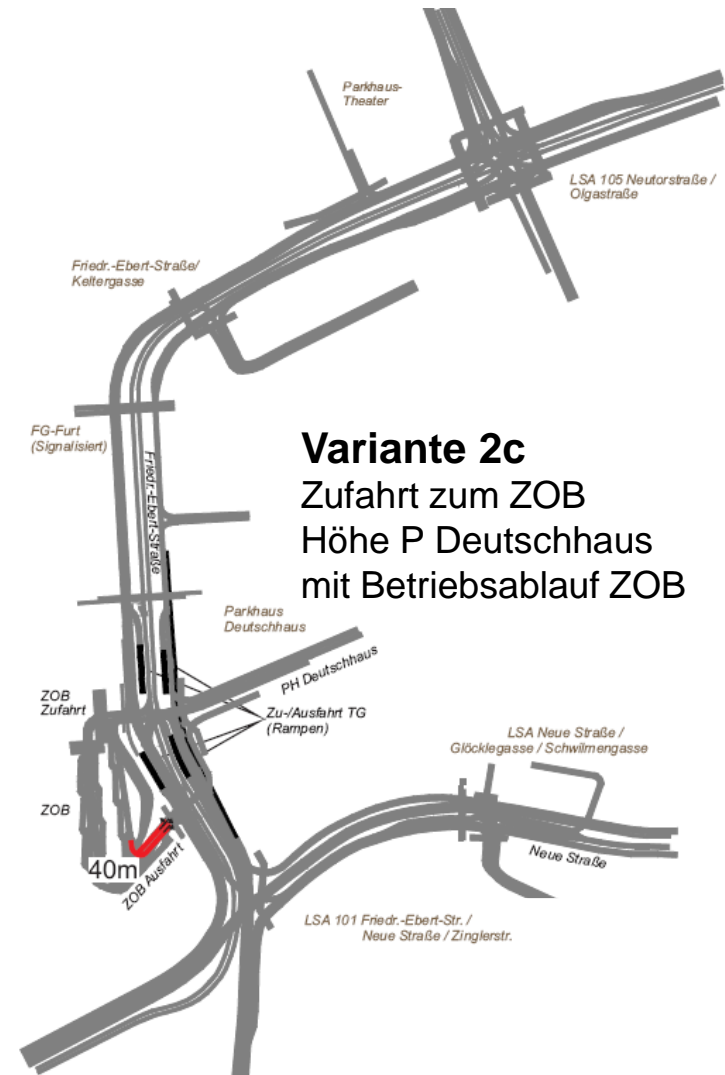 Parkhaus-
Theater
LSA 105 Neutorstraße /
Olgastraße
Friedr.-Ebert-Straße/
Keltergasse
FG-Furt
(Signalisiert)
Friedr.-Ebert-Straße
Variante 2c
Zufahrt zum ZOB
Höhe P Deutschhaus
mit Betriebsablauf ZOB
Parkhaus
Deutschhaus
PH Deutschhaus
ZOB
Zufahrt
Zu-/Ausfahrt TG
(Rampen)
LSA Neue Straße /
Glöcklegasse / Schwilmengasse
ZOB
40m
ZOB Ausfahrt
Neue Straße
LSA 101 Friedr.-Ebert-Str. /
Neue Straße / Zinglerstr.